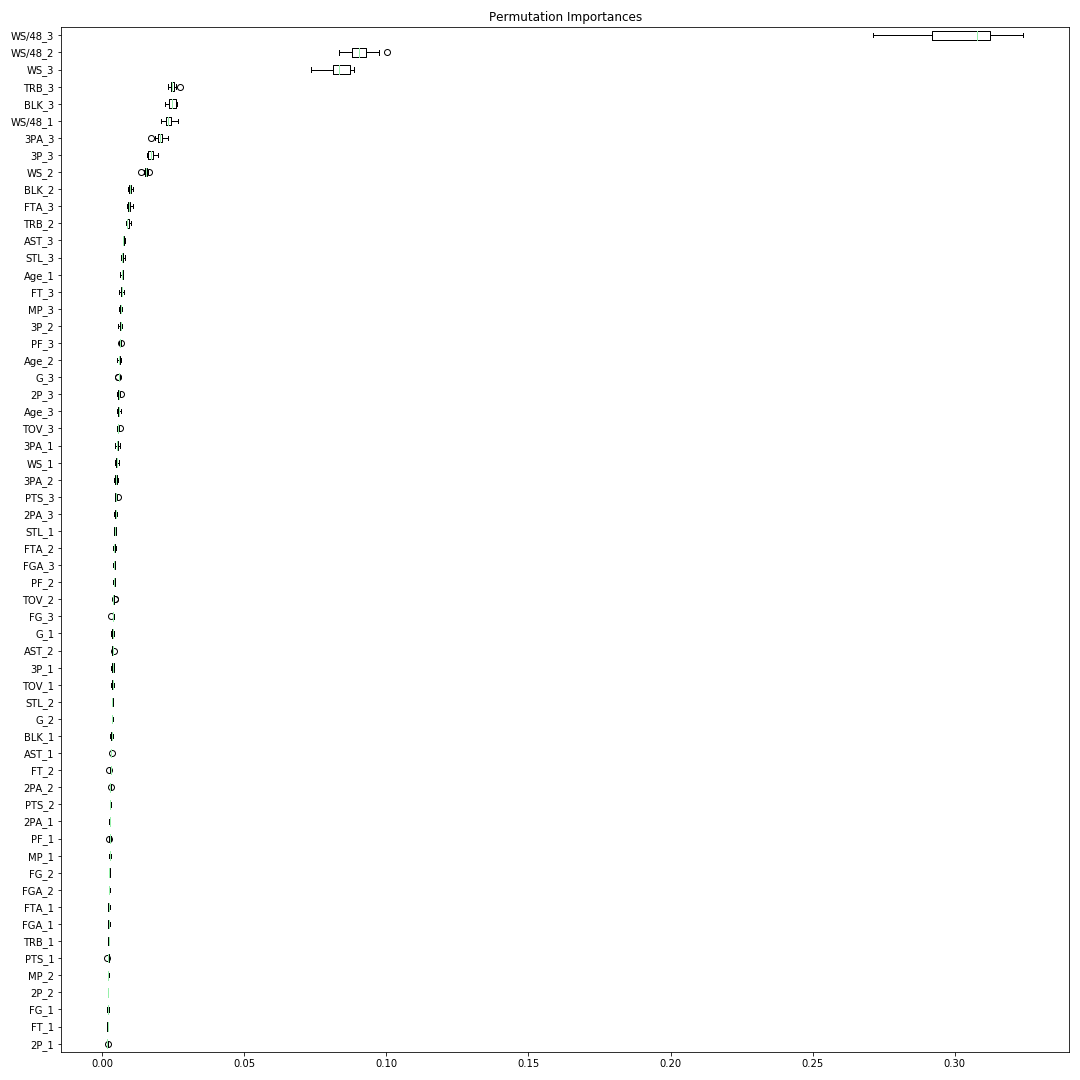 Permutation Importances
WS/48_3
WS/48_2
WS_3
TRB_3
BLK_3
WS/48_1
3PA_3
3P_3
WS_2
BLK_2
FTA_3
TRB_2
AST_3
STL_3
Age_1
FT_3
MP_3
3P_2
PF_3
Age_2
G_3
2P_3
Age_3
TOV_3
3PA_1
WS_1
3PA_2
PTS_3
2PA_3
STL_1
FTA_2
FGA_3
PF_2
TOV_2
FG_3
G_1
AST_2
3P_1
TOV_1
STL_2
G_2
BLK_1
AST_1
FT_2
2PA_2
PTS_2
2PA_1
PF_1
MP_1
FG_2
FGA_2
FTA_1
FGA_1
TRB_1
PTS_1
MP_2
2P_2
FG_1
FT_1
2P_1
0.00 0.05 0.10 0.15 0.20 0.25 0.30